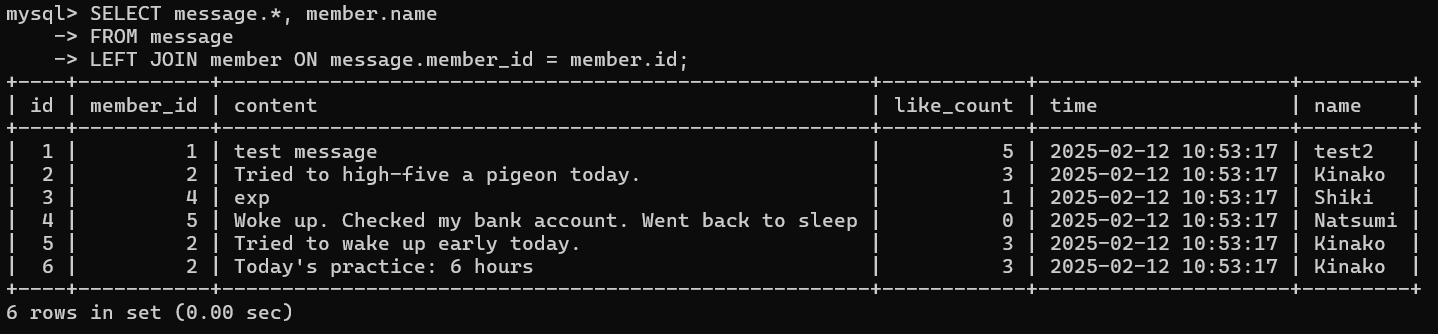 mysql> SELECT message.*, member.name
    -> FROM message
    -> LEFT JOIN member ON message.member_id = member.id;
+----+-----------+------------------------------------------------------+------------+---------------------+---------+
| id | member_id | content                                              | like_count | time                | name    |
+----+-----------+------------------------------------------------------+------------+---------------------+---------+
|  1 |         1 | test message                                         |          5 | 2025-02-12 10:53:17 | test2   |
|  2 |         2 | Tried to high-five a pigeon today.                   |          3 | 2025-02-12 10:53:17 | Kinako  |
|  3 |         4 | exp                                                  |          1 | 2025-02-12 10:53:17 | Shiki   |
|  4 |         5 | Woke up. Checked my bank account. Went back to sleep |          0 | 2025-02-12 10:53:17 | Natsumi |
|  5 |         2 | Tried to wake up early today.                        |          3 | 2025-02-12 10:53:17 | Kinako  |
|  6 |         2 | Today's practice: 6 hours                            |          3 | 2025-02-12 10:53:17 | Kinako  |
+----+-----------+------------------------------------------------------+------------+---------------------+---------+
6 rows in set (0.00 sec)